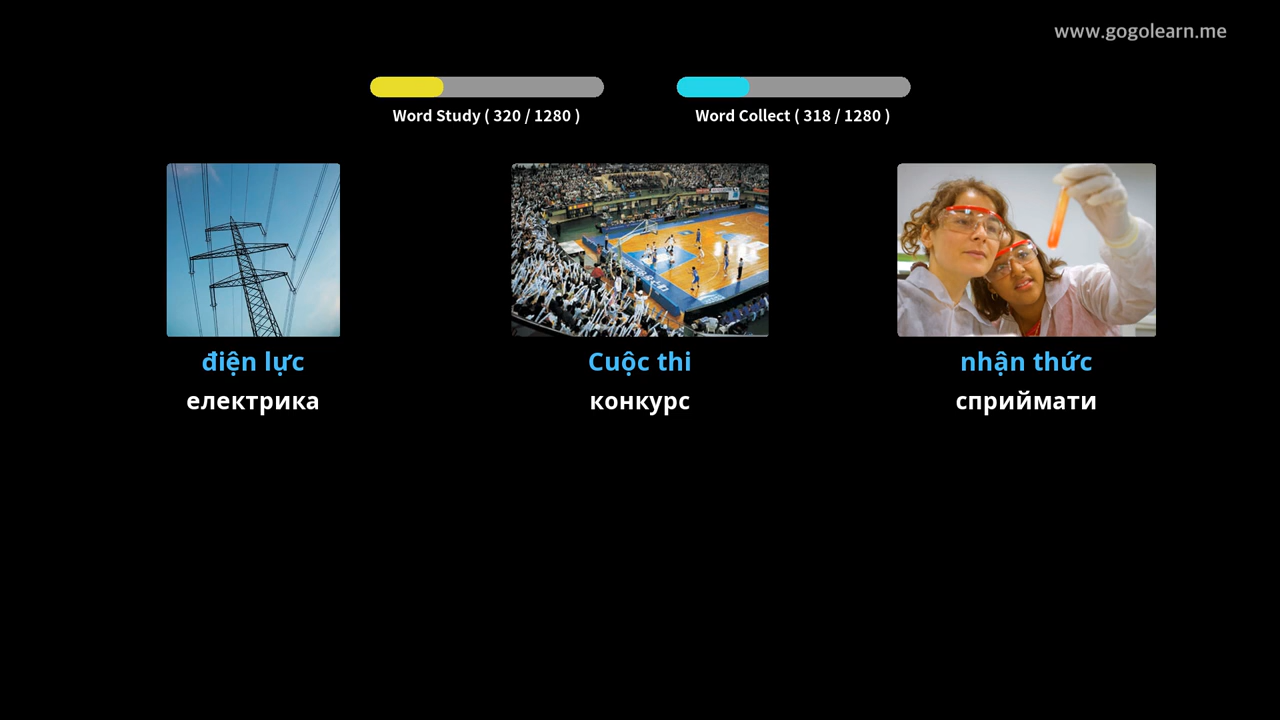 www.gogolearn.me
Word Study ( 320 / 1280 )
Word Collect ( 318 / 1280 )
điện lực
Cuộc thi
nhận thức
електрика
конкурс
сприймати